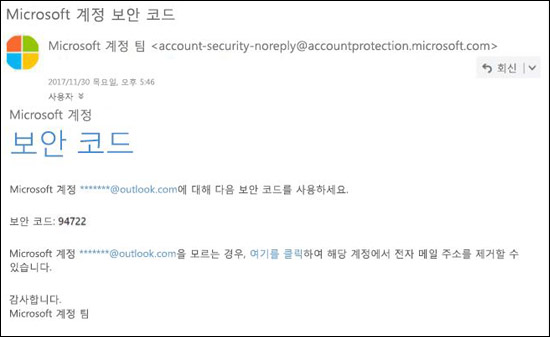 Microsoft 계정 보안 코드
Microsoft 계정 팀 <account-security-noreply@accountprotection.microsoft.com>
회신
2017/11/30 목요일, 오후 5:46
사용자
Microsoft 계정
보안 코드
Microsoft 계정 *******@outlook.com에 대해 다음 보안 코드를 사용하세요.
보안 코드: 94722
Microsoft 계정 *******@outlook.com을 모르는 경우, 여기를 클릭하여 해당 계정에서 전자 메일 주소를 제거할 수
있습니다.
감사합니다.
Microsoft 계정 팀